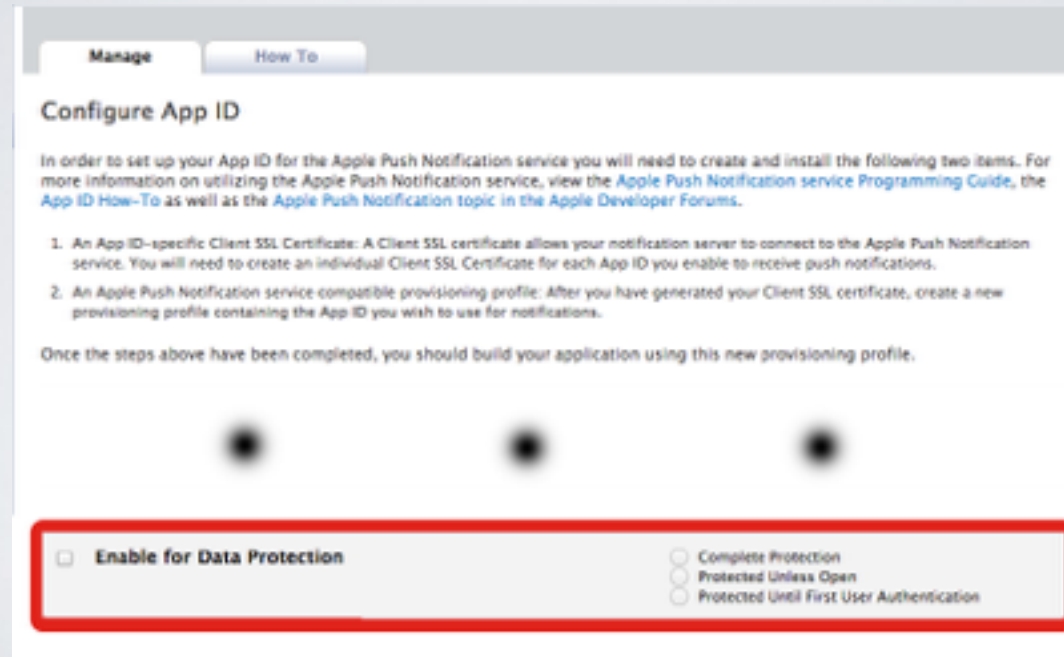 Manage
How To
Configure App ID
In order to set up your App ID for the Apple Push Notification service you will need to create and install the following two items. For
more information on utilizing the Apple Push Notification service, view the Apple Push Notification service Programming Guide, the
App ID How-To as well as the Apple Push Notification topic in the Apple Developer Forums.
1. An App ID-specific Client SSL Certificate: A Client SSL certificate allows your notification server to connect to the Apple Push Notification
service. You will need to create an individual Client SSL Certificate for each App ID you enable to receive push notifications.
2. An Apple Push Notification service compatible provisioning profile: After you have generated your Client SSL certificate, create a new
provisioning profile containing the App ID you wish to use for notifications.
Once the steps above have been completed, you should build your application using this new provisioning profile.
Enable for Data Protection
Complete Protection
Protected Unless Open
Protected Until First User Authentication